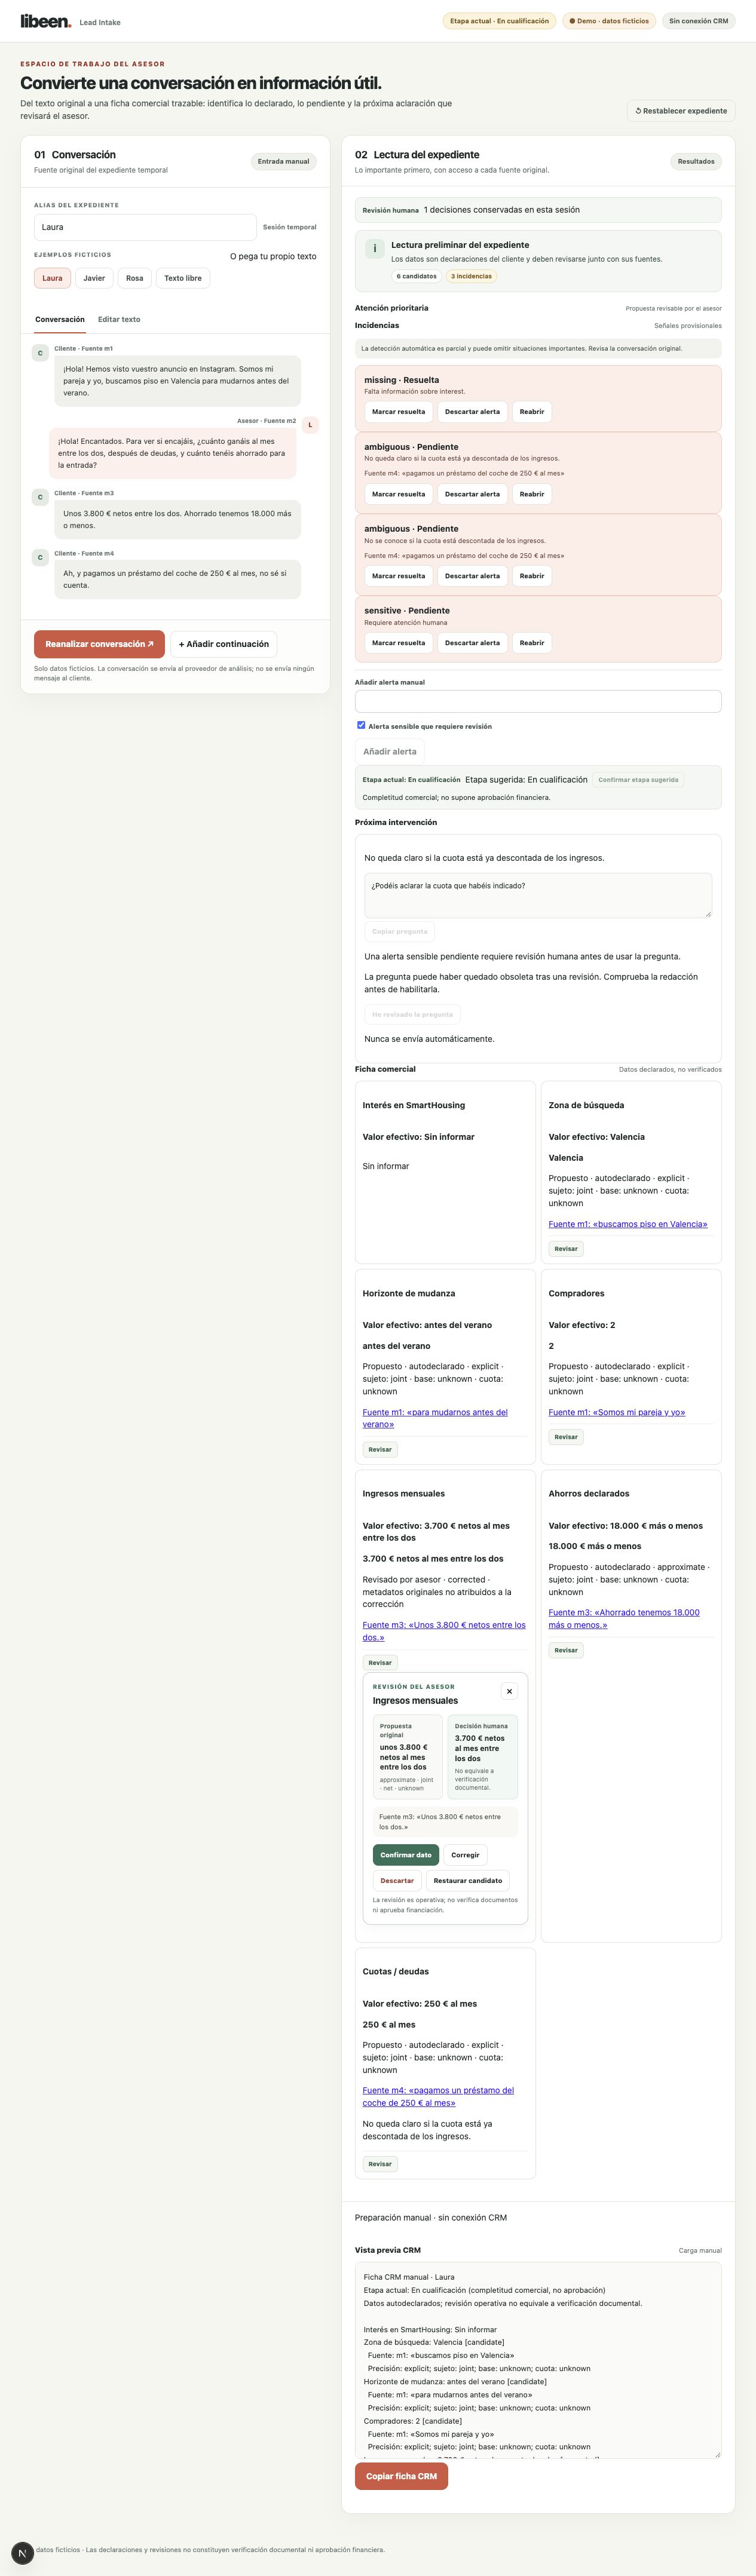 libeen. Lead Intake
Etapa actual · En cualificación
Demo · datos ficticios
Sin conexión CRM
ESPACIO DE TRABAJO DEL ASESOR
Convierte una conversación en información útil.
Del texto original a una ficha comercial trazable: identifica lo declarado, lo pendiente y la próxima aclaración que
revisará el asesor.
↺ Restablecer expediente
01 Conversación
Fuente original del expediente temporal
Entrada manual
ALIAS DEL EXPEDIENTE
Laura
Sesión temporal
EJEMPLOS FICTICIOS
O pega tu propio texto
Laura
Javier
Rosa
Texto libre
Conversación
Editar texto
C
Cliente · Fuente m1
¡Hola! Hemos visto vuestro anuncio en Instagram. Somos mi
pareja y yo, buscamos piso en Valencia para mudarnos antes del
verano.
Asesor · Fuente m2
L
¡Hola! Encantados. Para ver si encajáis, ¿cuánto ganáis al mes
entre los dos, después de deudas, y cuánto tenéis ahorrado para
la entrada?
C
Cliente · Fuente m3
Unos 3.800 € netos entre los dos. Ahorrado tenemos 18.000 más
o menos.
C
Cliente · Fuente m4
Ah, y pagamos un préstamo del coche de 250 € al mes, no sé si
cuenta.
Reanalizar conversación ↗
+ Añadir continuación
Solo datos ficticios. La conversación se envía al proveedor de análisis; no se envía ningún
mensaje al cliente.
02 Lectura del expediente
Lo importante primero, con acceso a cada fuente original.
Resultados
Revisión humana 1 decisiones conservadas en esta sesión
i
Lectura preliminar del expediente
Los datos son declaraciones del cliente y deben revisarse junto con sus fuentes.
6 candidatos
3 incidencias
Atención prioritaria
Propuesta revisable por el asesor
Incidencias
Señales provisionales
La detección automática es parcial y puede omitir situaciones importantes. Revisa la conversación original.
missing · Resuelta
Falta información sobre interest.
Marcar resuelta
Descartar alerta
Reabrir
ambiguous · Pendiente
No queda claro si la cuota está ya descontada de los ingresos.
Fuente m4: «pagamos un préstamo del coche de 250 € al mes»
Marcar resuelta
Descartar alerta
Reabrir
ambiguous · Pendiente
No se conoce si la cuota está descontada de los ingresos.
Fuente m4: «pagamos un préstamo del coche de 250 € al mes»
Marcar resuelta
Descartar alerta
Reabrir
sensitive · Pendiente
Requiere atención humana
Marcar resuelta
Descartar alerta
Reabrir
Añadir alerta manual
Alerta sensible que requiere revisión
Añadir alerta
Etapa actual: En cualificación Etapa sugerida: En cualificación
Confirmar etapa sugerida
Completitud comercial; no supone aprobación financiera.
Próxima intervención
No queda claro si la cuota está ya descontada de los ingresos.
¿Podéis aclarar la cuota que habéis indicado?
Copiar pregunta
Una alerta sensible pendiente requiere revisión humana antes de usar la pregunta.
La pregunta puede haber quedado obsoleta tras una revisión. Comprueba la redacción
antes de habilitarla.
He revisado la pregunta
Nunca se envía automáticamente.
Ficha comercial
Datos declarados, no verificados
Interés en SmartHousing
Valor efectivo: Sin informar
Sin informar
Zona de búsqueda
Valor efectivo: Valencia
Valencia
Propuesto · autodeclarado · explicit ·
sujeto: joint · base: unknown · cuota:
unknown
Fuente m1: «buscamos piso en Valencia»
Revisar
Horizonte de mudanza
Valor efectivo: antes del verano
antes del verano
Propuesto · autodeclarado · explicit ·
sujeto: joint · base: unknown · cuota:
unknown
Fuente m1: «para mudarnos antes del
verano»
Revisar
Compradores
Valor efectivo: 2
2
Propuesto · autodeclarado · explicit ·
sujeto: joint · base: unknown · cuota:
unknown
Fuente m1: «Somos mi pareja y yo»
Revisar
Ingresos mensuales
Valor efectivo: 3.700 € netos al mes
entre los dos
3.700 € netos al mes entre los dos
Revisado por asesor · corrected ·
metadatos originales no atribuidos a la
corrección
Fuente m3: «Unos 3.800 € netos entre los
dos.»
Revisar
REVISIÓN DEL ASESOR
Ingresos mensuales
×
Propuesta
original
unos 3.800 €
netos al mes
entre los dos
approximate · joint
· net · unknown
Decisión humana
3.700 € netos
al mes entre
los dos
No equivale a
verificación
documental.
Fuente m3: «Unos 3.800 € netos entre
los dos.»
Confirmar dato
Corregir
Descartar
Restaurar candidato
La revisión es operativa; no verifica documentos
ni aprueba financiación.
Ahorros declarados
Valor efectivo: 18.000 € más o menos
18.000 € más o menos
Propuesto · autodeclarado · approximate ·
sujeto: joint · base: unknown · cuota:
unknown
Fuente m3: «Ahorrado tenemos 18.000
más o menos.»
Revisar
Cuotas / deudas
Valor efectivo: 250 € al mes
250 € al mes
Propuesto · autodeclarado · explicit ·
sujeto: joint · base: unknown · cuota:
unknown
Fuente m4: «pagamos un préstamo del
coche de 250 € al mes»
No queda claro si la cuota está ya
descontada de los ingresos.
Revisar
Preparación manual · sin conexión CRM
Vista previa CRM
Carga manual
Ficha CRM manual · Laura
Etapa actual: En cualificación (completitud comercial, no aprobación)
Datos autodeclarados; revisión operativa no equivale a verificación documental.
Interés en SmartHousing: Sin informar
Zona de búsqueda: Valencia [candidate]
Fuente: m1: «buscamos piso en Valencia»
Precisión: explicit; sujeto: joint; base: unknown; cuota: unknown
Horizonte de mudanza: antes del verano [candidate]
Fuente: m1: «para mudarnos antes del verano»
Precisión: explicit; sujeto: joint; base: unknown; cuota: unknown
Compradores: 2 [candidate]
Fuente: m1: «Somos mi pareja y yo»
Precisión: explicit; sujeto: joint; base: unknown; cuota: unknown
Copiar ficha CRM
N
datos ficticios · Las declaraciones y revisiones no constituyen verificación documental ni aprobación financiera.